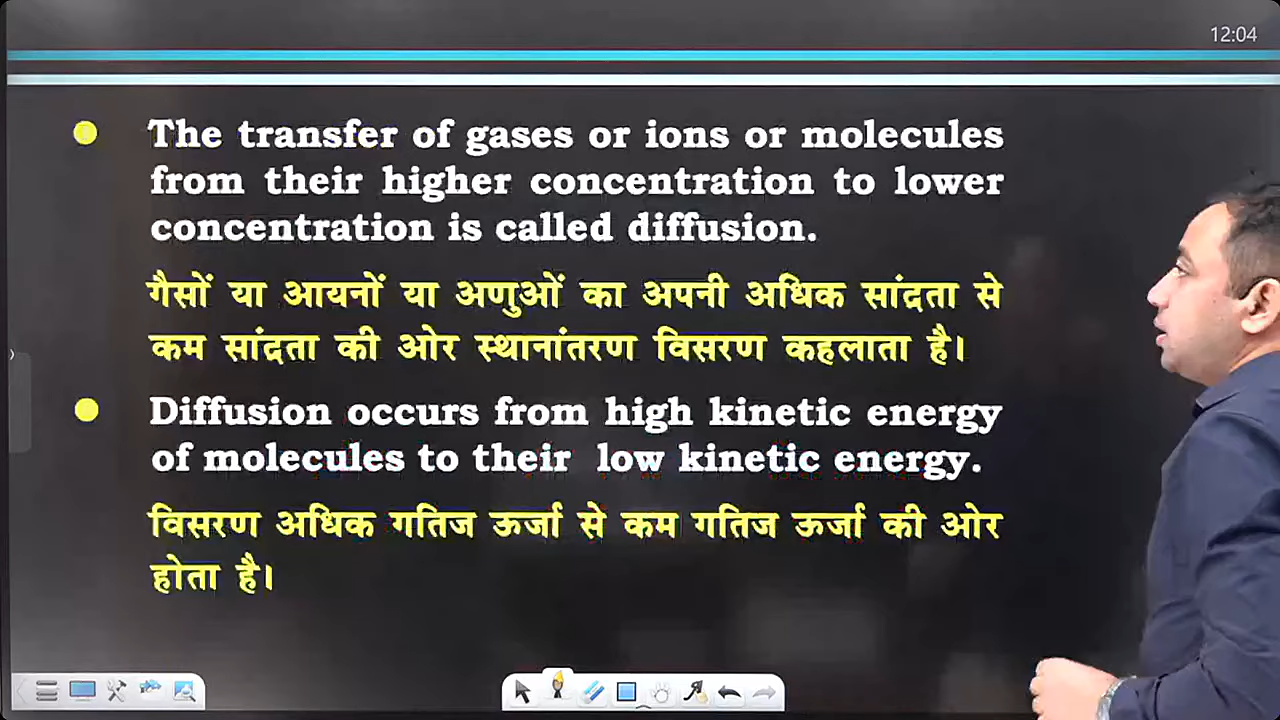 12:04
The transfer of gases or ions or molecules
from their higher concentration to lower
concentration is called diffusion.
गैसों या आयनों या अणुओं का अपनी अधिक सांद्रता से
कम सांद्रता की ओर स्थानांतरण विसरण कहलाता है।
Diffusion occurs from high kinetic energy
of molecules to their low kinetic energy.
विसरण अधिक गतिज ऊर्जा से कम गतिज ऊर्जा की ओर
होता है।